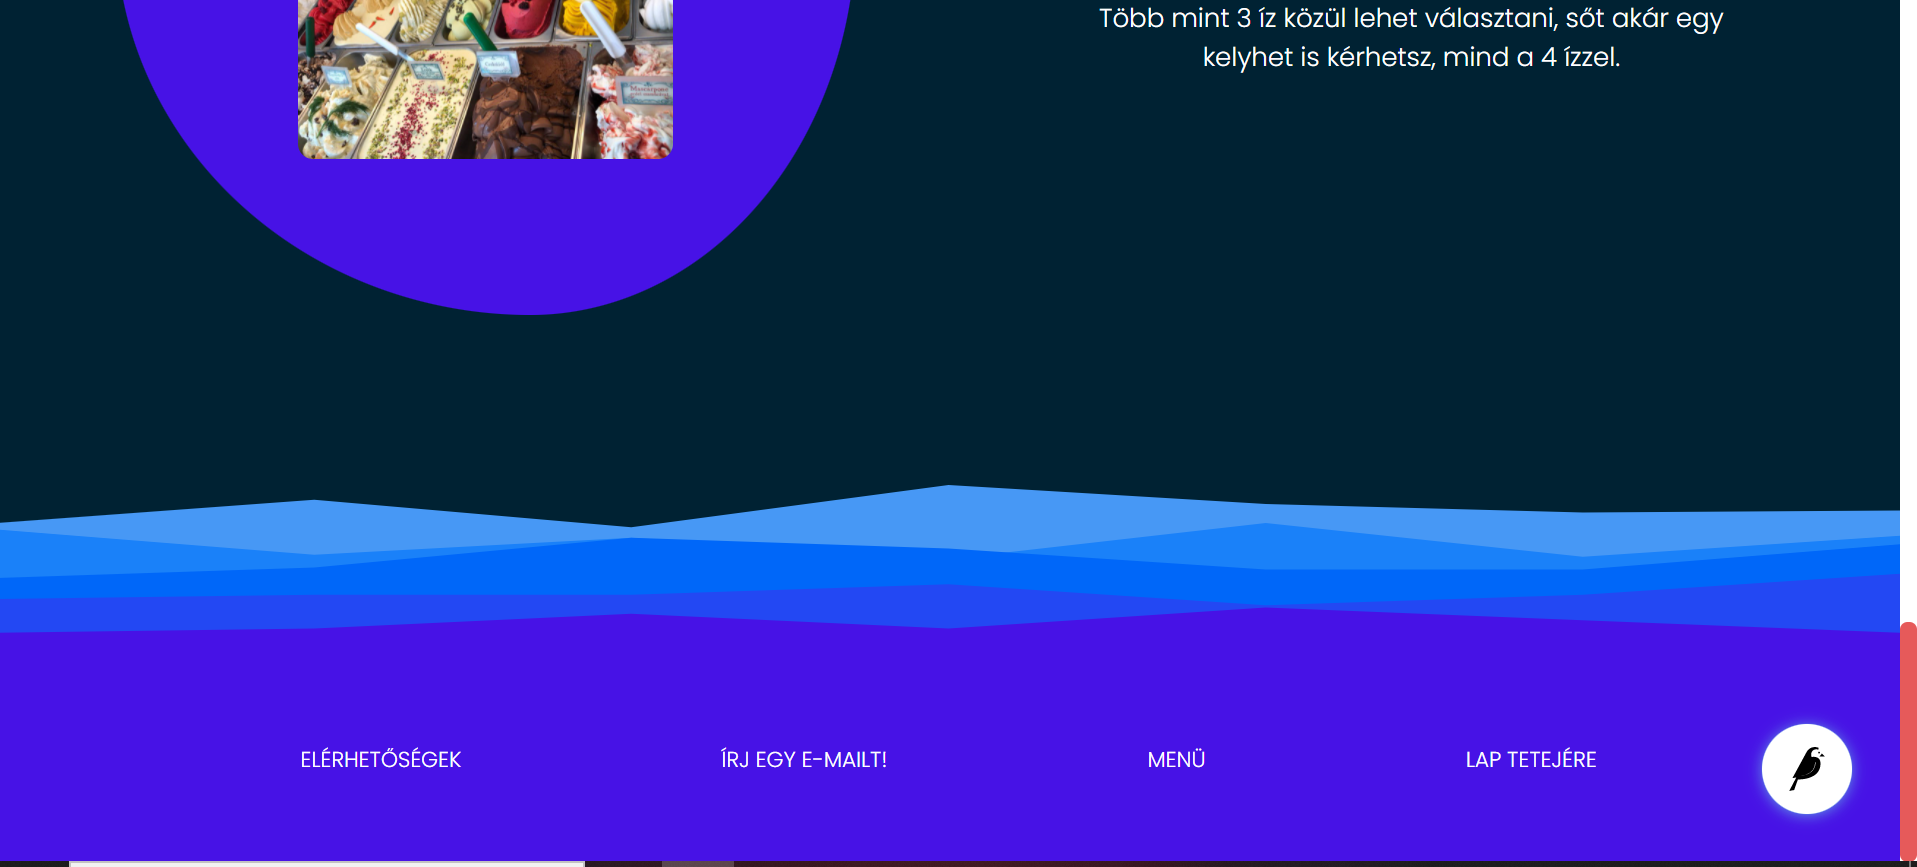 Több mint 3 íz közül lehet választani, sőt akár egy
kelyhet is kérhetsz, mind a 4 ízzel.
ELÉRHETŐSÉGEK
ÍRJ EGY E-MAILT!
MENÜ
LAP TETEJÉRE